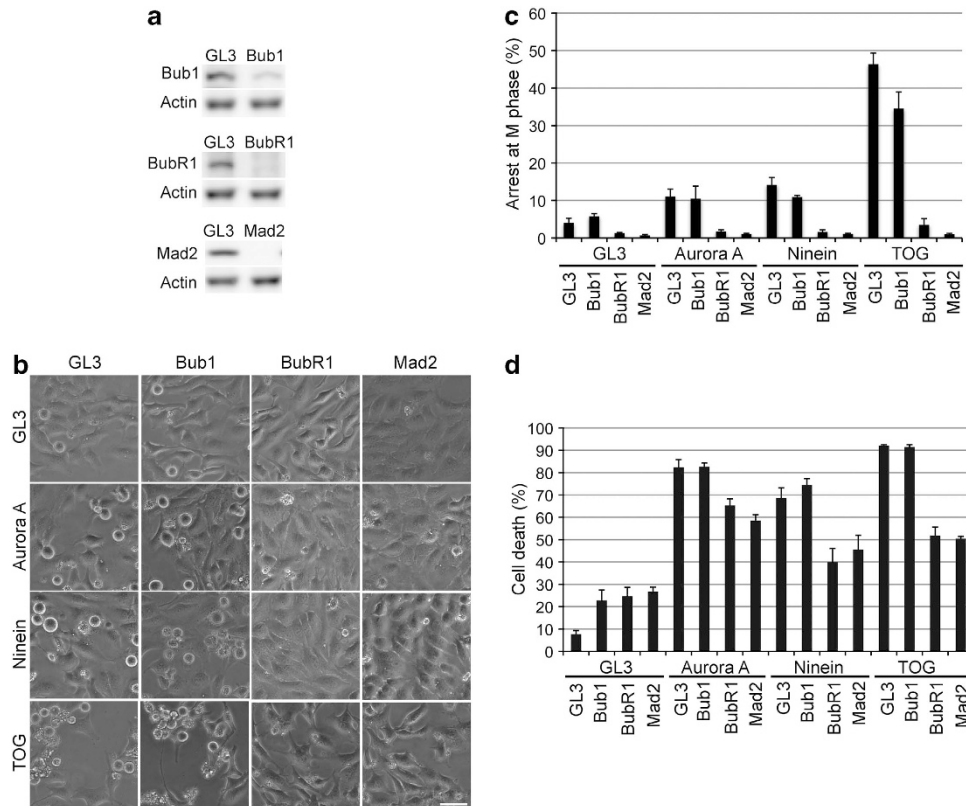 a
GL3 Bub1
Bub1
Actin
GL3 BubR1
BubR1
Actin
GL3 Mad2
Mad2
Actin
b
GL3 Bub1 BubR1 Mad2
GL3
Aurora A
Ninein
TOG
c
Arrest at M phase (%)
60
50
40
30
20
10
0
GL3 Aurora A Ninein TOG
GL3 Bub1 BubR1 Mad2 GL3 Bub1 BubR1 Mad2 GL3 Bub1 BubR1 Mad2 GL3 Bub1 BubR1 Mad2
d
Cell death (%)
100
90
80
70
60
50
40
30
20
10
0
GL3 Aurora A Ninein TOG
GL3 Bub1 BubR1 Mad2 GL3 Bub1 BubR1 Mad2 GL3 Bub1 BubR1 Mad2 GL3 Bub1 BubR1 Mad2